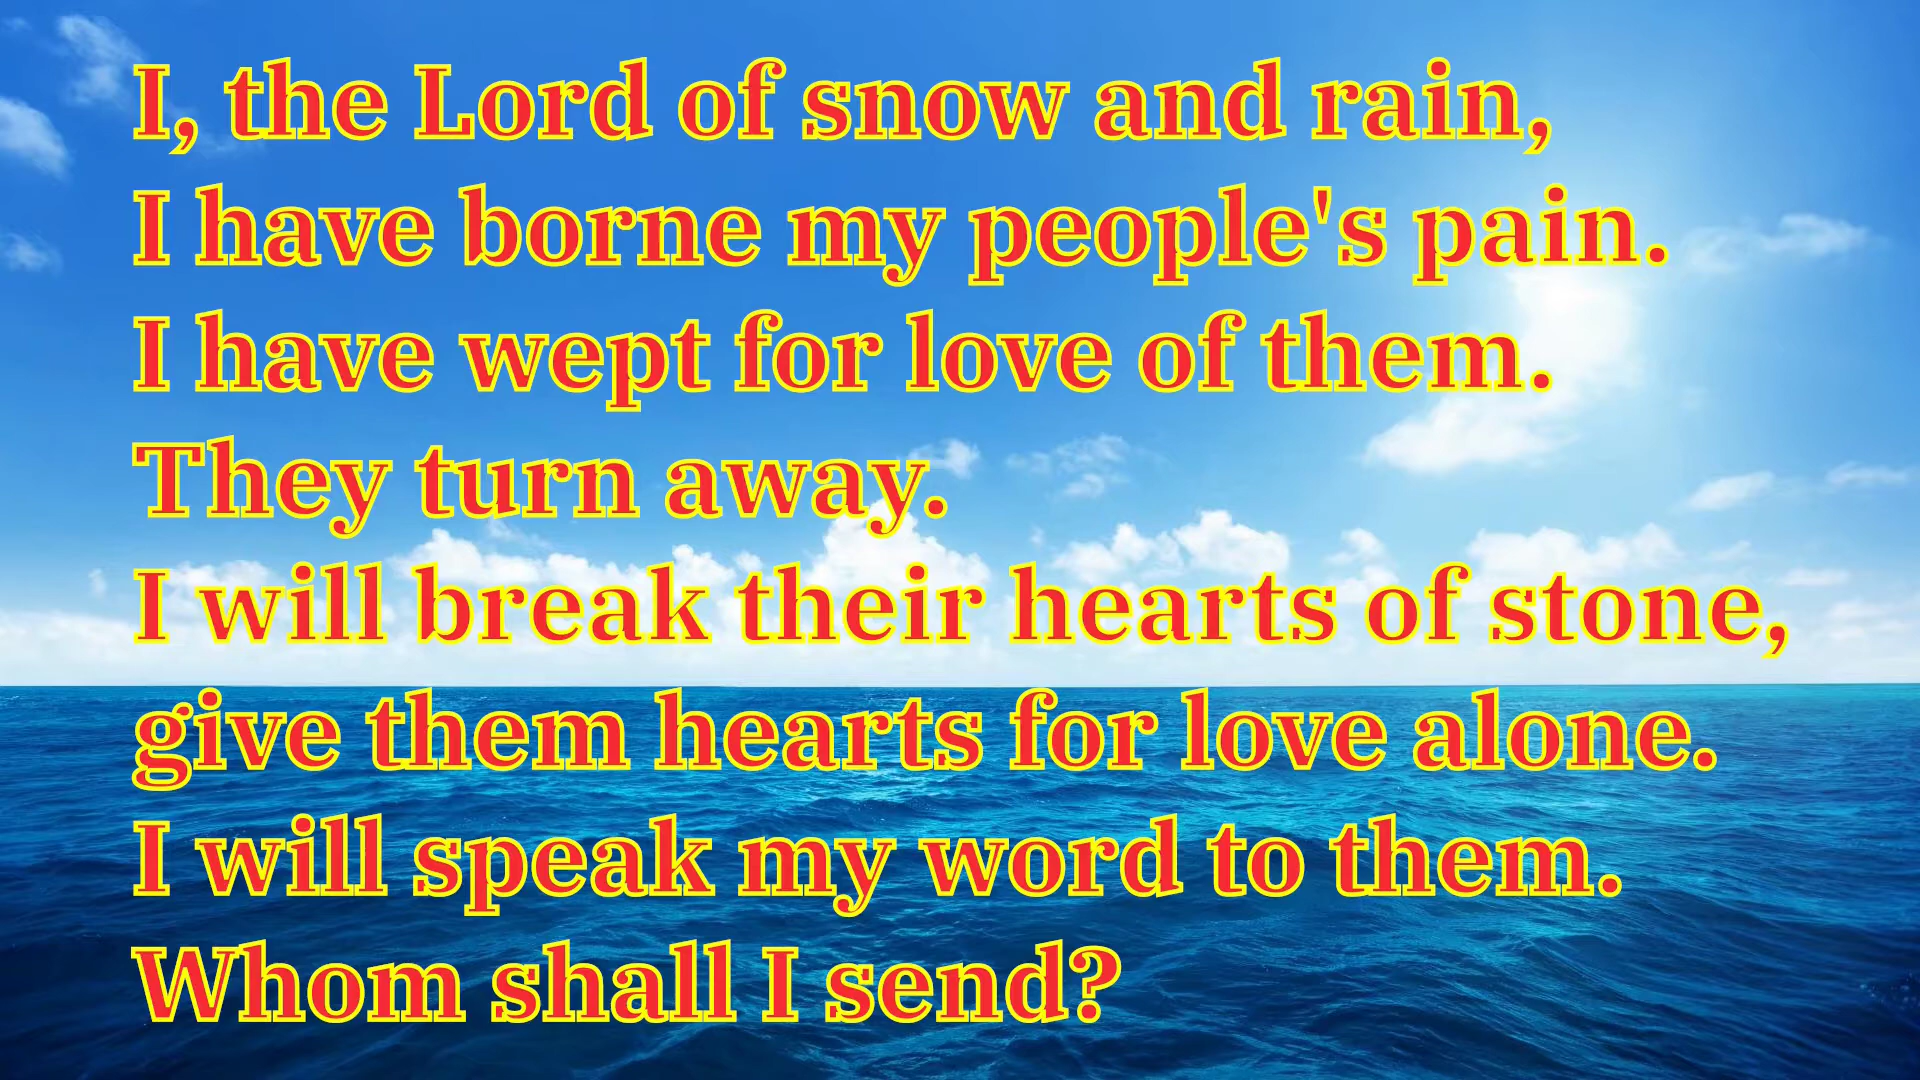 I, the Lord of snow and rain,
I have borne my people's pain.
I have wept for love of them.
They turn away.
I will break their hearts of stone,
give them hearts for love alone.
I will speak my word to them.
Whom shall I send?